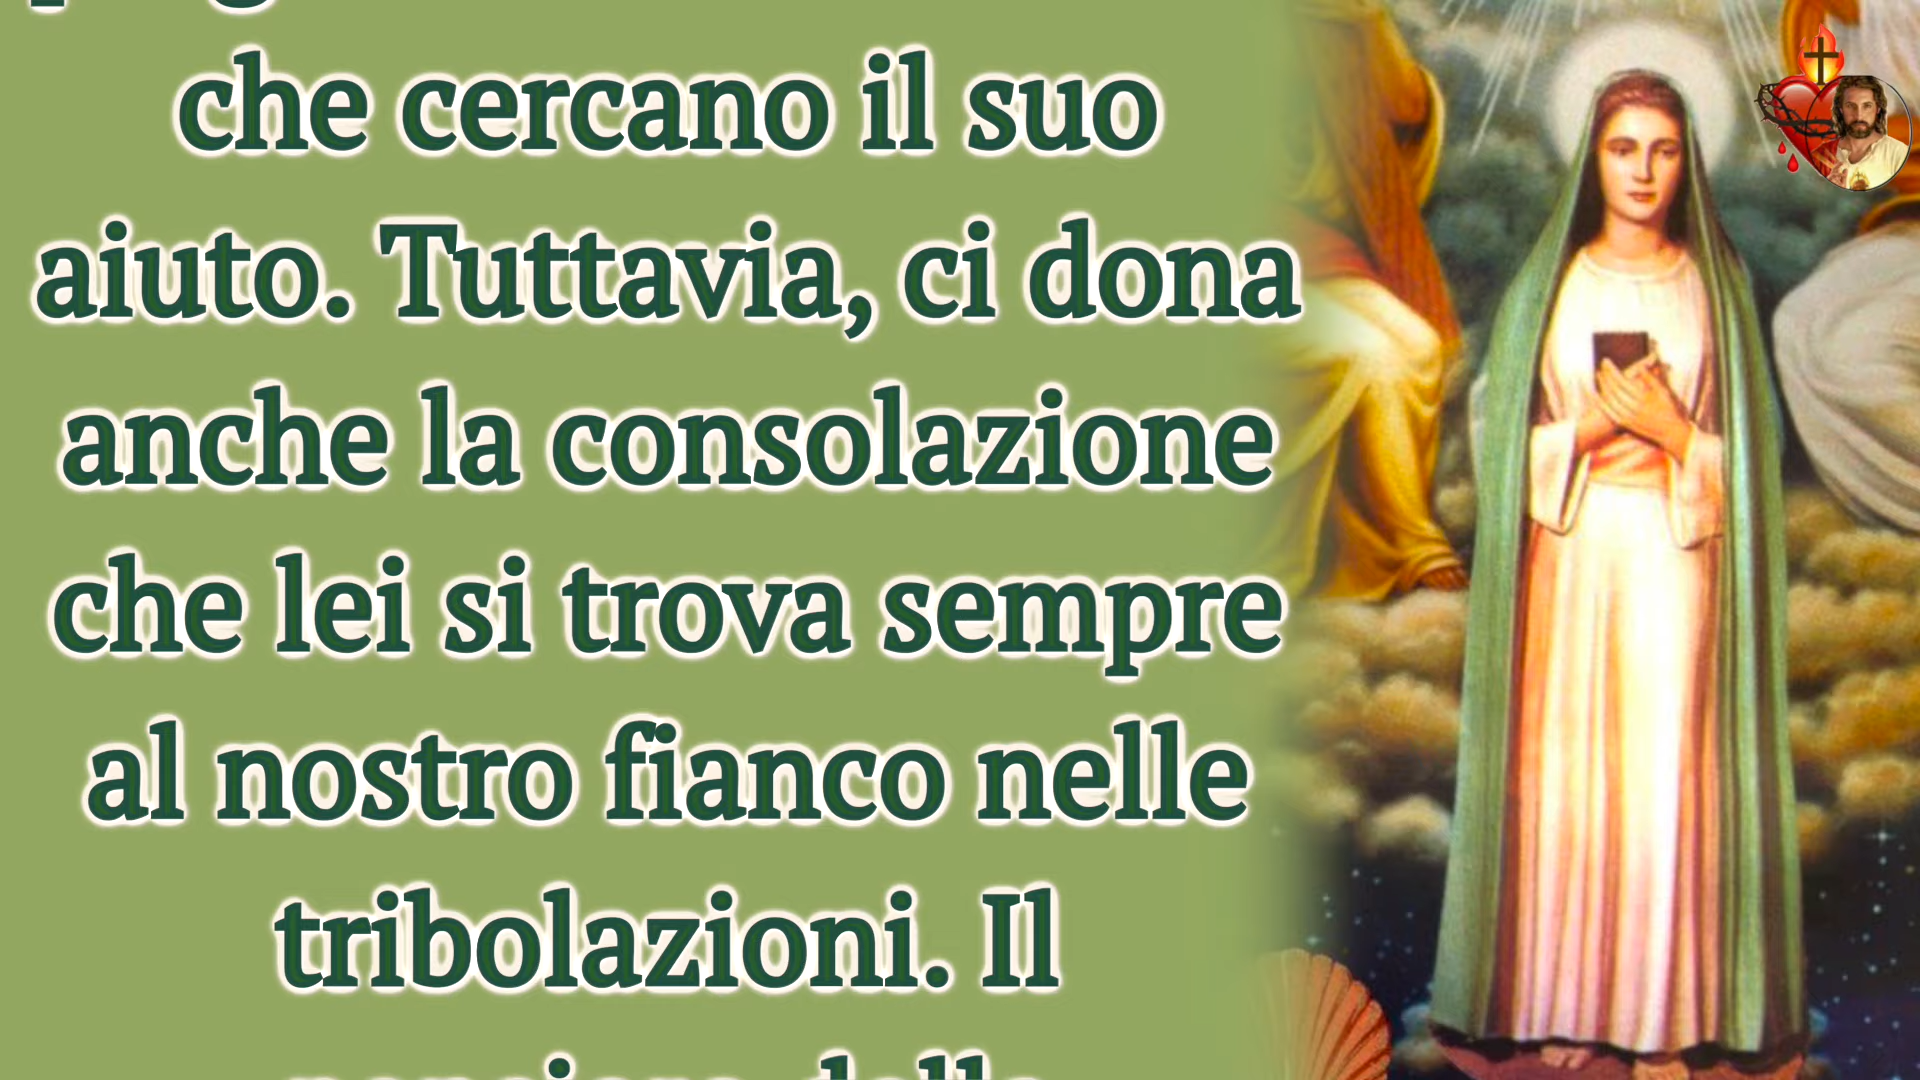 che cercano il suo
aiuto. Tuttavia, ci dona
anche la consolazione
che lei si trova sempre
al nostro fianco nelle
tribolazioni. Il